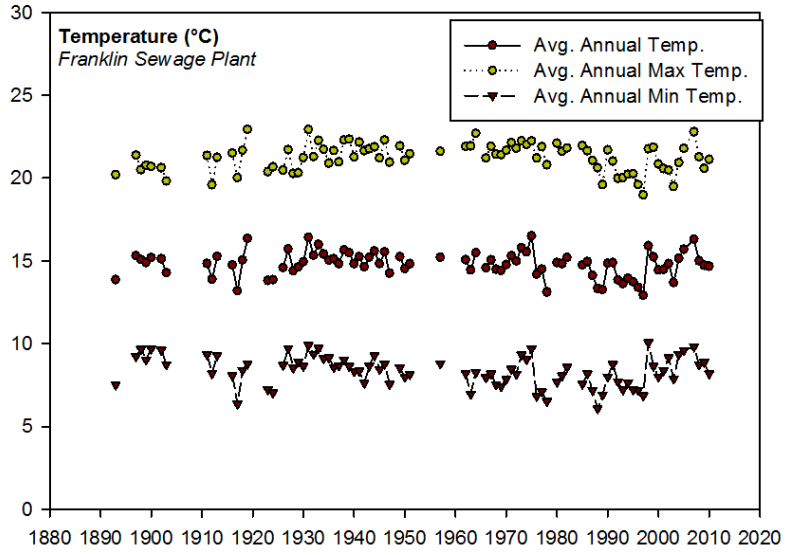 30
Temperature (°C)
Franklin Sewage Plant
Avg. Annual Temp.
Avg. Annual Max Temp.
Avg. Annual Min Temp.
25
20
15
10
5
0
1880 1890 1900 1910 1920 1930 1940 1950 1960 1970 1980 1990 2000 2010 2020